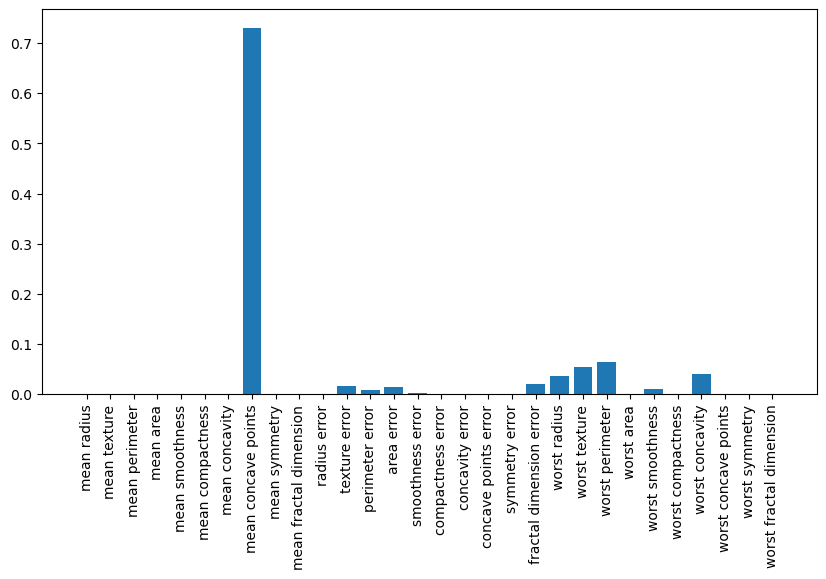 0.7
0.6
0.5
0.4
0.3
0.2
0.1
0.0
mean radius
mean texture
mean perimeter
mean area
mean smoothness
mean compactness
mean concavity
mean concave points
mean symmetry
mean fractal dimension
radius error
texture error
perimeter error
area error
smoothness error
compactness error
concavity error
concave points error
symmetry error
fractal dimension error
worst radius
worst texture
worst perimeter
worst area
worst smoothness
worst compactness
worst concavity
worst concave points
worst symmetry
worst fractal dimension